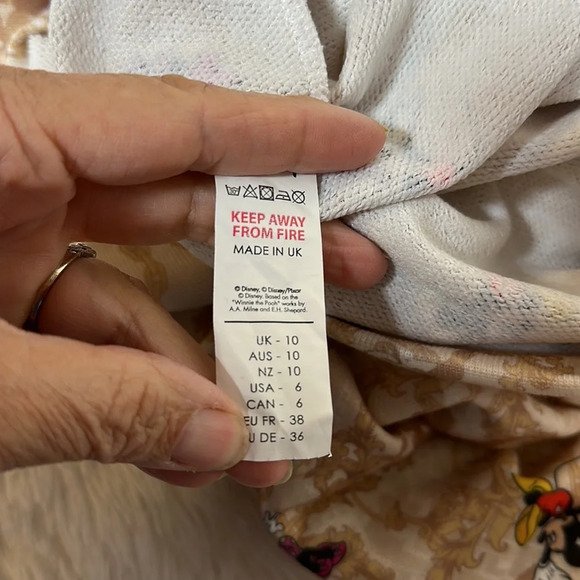 KEEP AWAY
FROM FIRE
MADE IN UK
© Disney, © Disney/Pixar
© Disney. Based on the
"Winnie the Pooh" works by
A.A. Milne and E.H. Shepard.
UK - 10
AUS - 10
NZ - 10
USA - 6
CAN - 6
EU FR - 38
U DE - 36